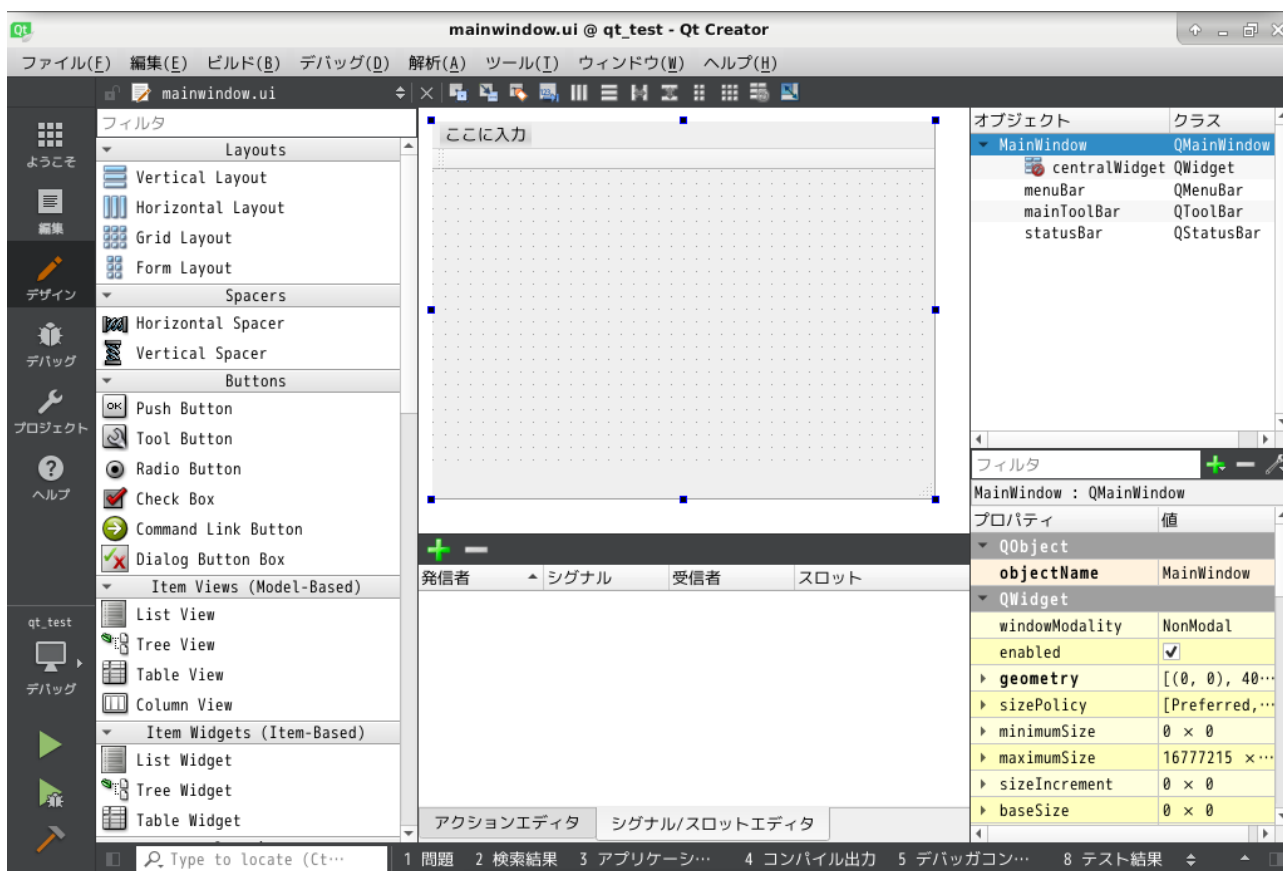 mainwindow.ui @ qt_test - Qt Creator
ファイル(F) 編集(E) ビルド(B) デバッグ(D) 解析(A) ツール(T) ウィンドウ(W) ヘルプ(H)
mainwindow.ui
ようこそ
編集
デザイン
デバッグ
プロジェクト
ヘルプ
qt_test
デバッグ
フィルタ
Layouts
Vertical Layout
Horizontal Layout
Grid Layout
Form Layout
Spacers
Horizontal Spacer
Vertical Spacer
Buttons
Push Button
Tool Button
Radio Button
Check Box
Command Link Button
Dialog Button Box
Item Views (Model-Based)
List View
Tree View
Table View
Column View
Item Widgets (Item-Based)
List Widget
Tree Widget
Table Widget
ここに入力
発信者 シグナル 受信者 スロット
アクションエディタ シグナル/スロットエディタ
オブジェクト クラス
MainWindow QMainWindow
centralWidget QWidget
menuBar QMenuBar
mainToolBar QToolBar
statusBar QStatusBar
フィルタ
MainWindow : QMainWindow
プロパティ 値
QObject
objectName MainWindow
QWidget
windowModality NonModal
enabled
geometry [(0, 0), 40…
sizePolicy [Preferred,…
minimumSize 0 × 0
maximumSize 16777215 ×…
sizeIncrement 0 × 0
baseSize 0 × 0
Type to locate (Ct…
1 問題 2 検索結果 3 アプリケーシ… 4 コンパイル出力 5 デバッガコン… 8 テスト結果